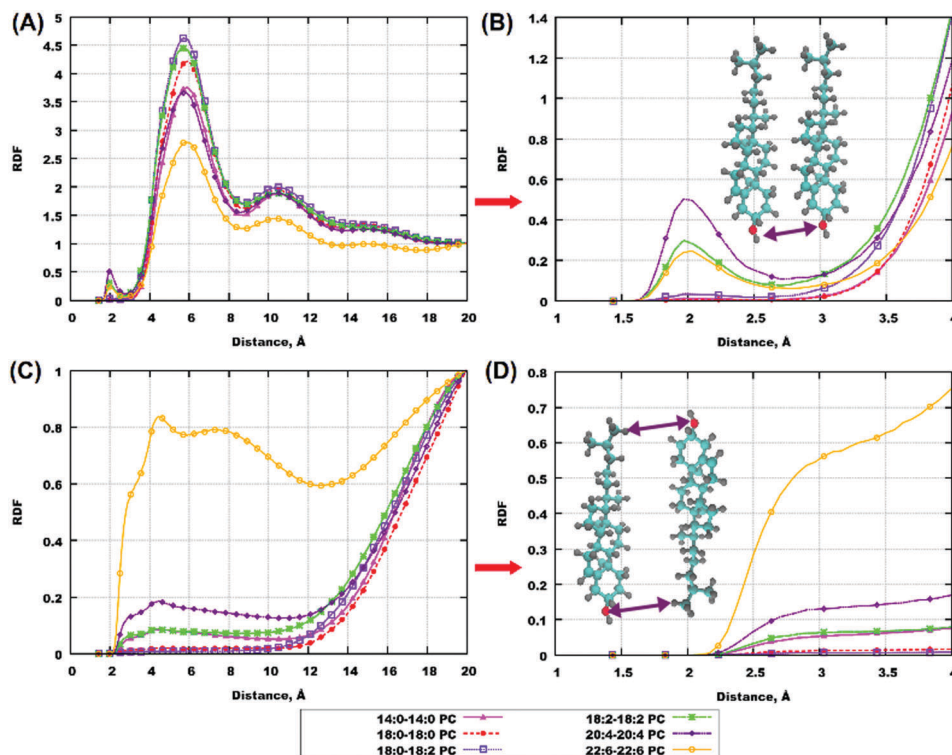 (A)
5
4.5
4
3.5
3
2.5
2
1.5
1
0.5
0
RDF
0 2 4 6 8 10 12 14 16 18 20
Distance, Å
(B)
1.4
1.2
1
0.8
0.6
0.4
0.2
0
RDF
1 1.5 2 2.5 3 3.5 4
Distance, Å
(C)
1
0.8
0.6
0.4
0.2
0
RDF
0 2 4 6 8 10 12 14 16 18 20
Distance, Å
(D)
0.8
0.7
0.6
0.5
0.4
0.3
0.2
0.1
0
RDF
1 1.5 2 2.5 3 3.5 4
Distance, Å
14:0-14:0 PC
18:0-18:0 PC
18:0-18:2 PC
18:2-18:2 PC
20:4-20:4 PC
22:6-22:6 PC